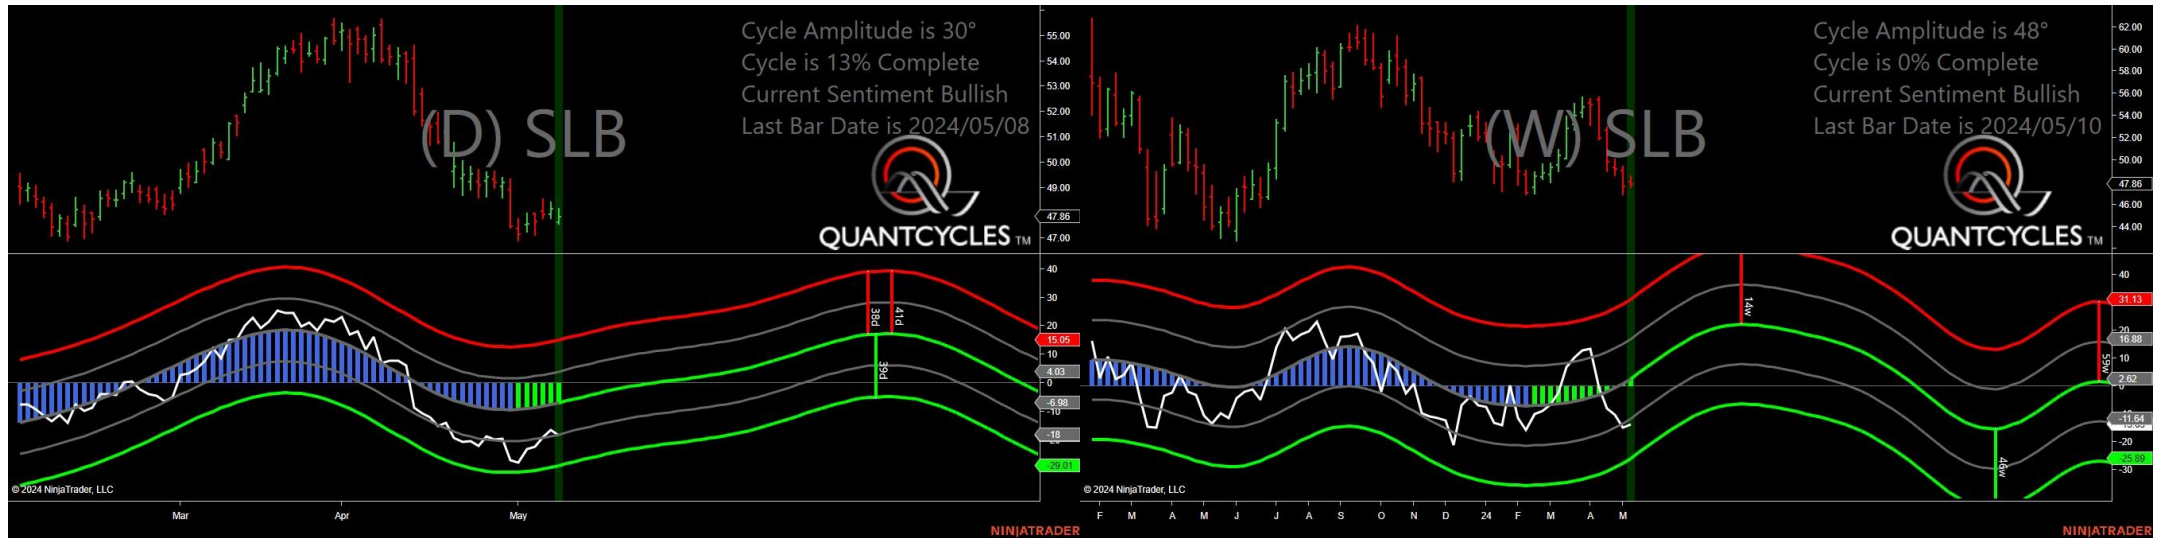 Cycle Amplitude is 30°
Cycle is 13% Complete
Current Sentiment Bullish
Last Bar Date is 2024/05/08
(D) SLB
QUANTCYCLES TM
55.00
54.00
53.00
52.00
51.00
50.00
49.00
47.86
47.00
40
30
20
15.05
10
4.03
0
-6.98
-10
-18
-29.01
38d
41d
39d
© 2024 NinjaTrader, LLC
Mar
Apr
May
NINJATRADER
Cycle Amplitude is 48°
Cycle is 0% Complete
Current Sentiment Bullish
Last Bar Date is 2024/05/10
(W) SLB
QUANTCYCLES TM
62.00
60.00
58.00
56.00
54.00
52.00
50.00
47.86
46.00
44.00
40
31.13
20
16.88
10
2.62
-11.64
-20
-25.89
-30
14w
59w
46w
© 2024 NinjaTrader, LLC
F M A M J J A S O N D 24 F M A M
NINJATRADER